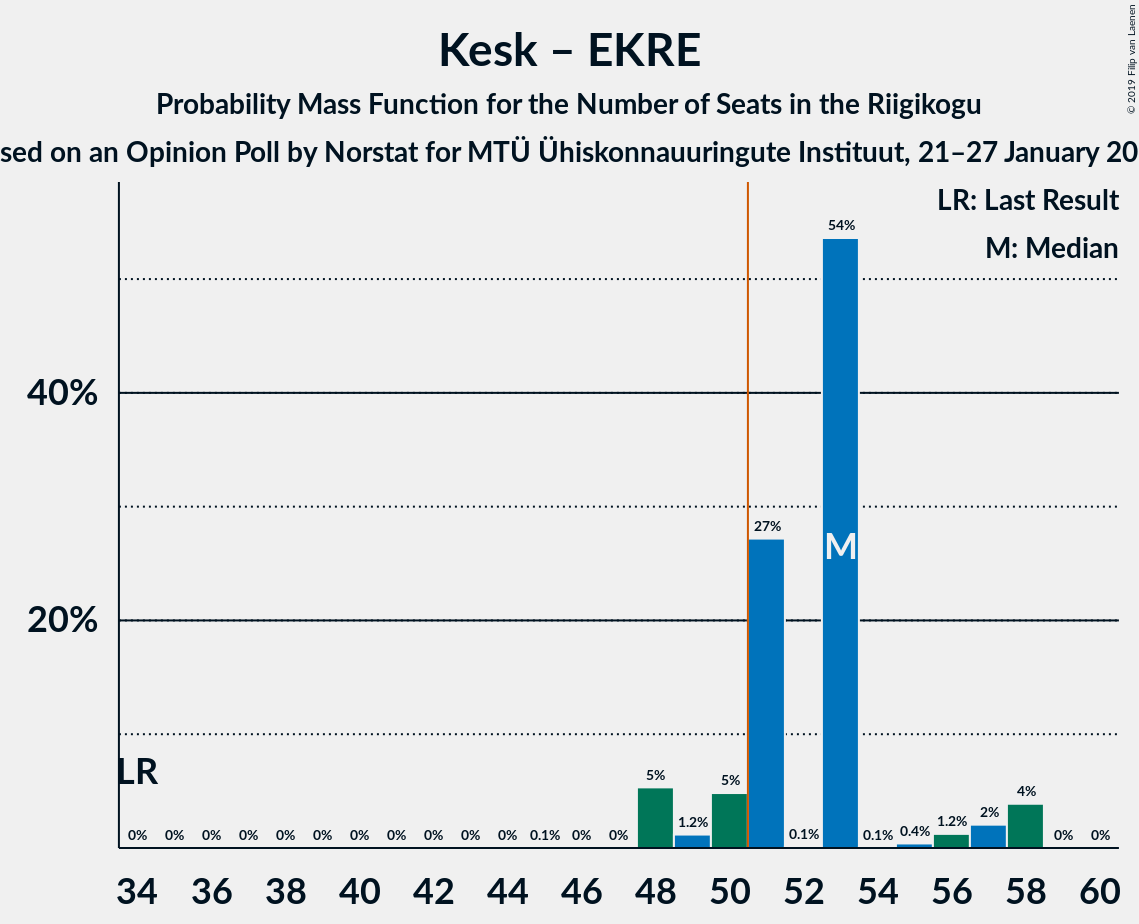 Kesk – EKRE
Probability Mass Function for the Number of Seats in the Riigikogu
sed on an Opinion Poll by Norstat for MTÜ Ühiskonnauuringute Instituut, 21–27 January 20
© 2019 Filip van Laenen
LR: Last Result
M: Median
54%
40%
27%
M
20%
LR
0% 0% 0% 0% 0% 0% 0% 0% 0% 0% 0% 0.1% 0% 0% 5% 1.2% 5% 0.1% 0.1% 0.4% 1.2% 2% 4% 0% 0%
34 36 38 40 42 44 46 48 50 52 54 56 58 60